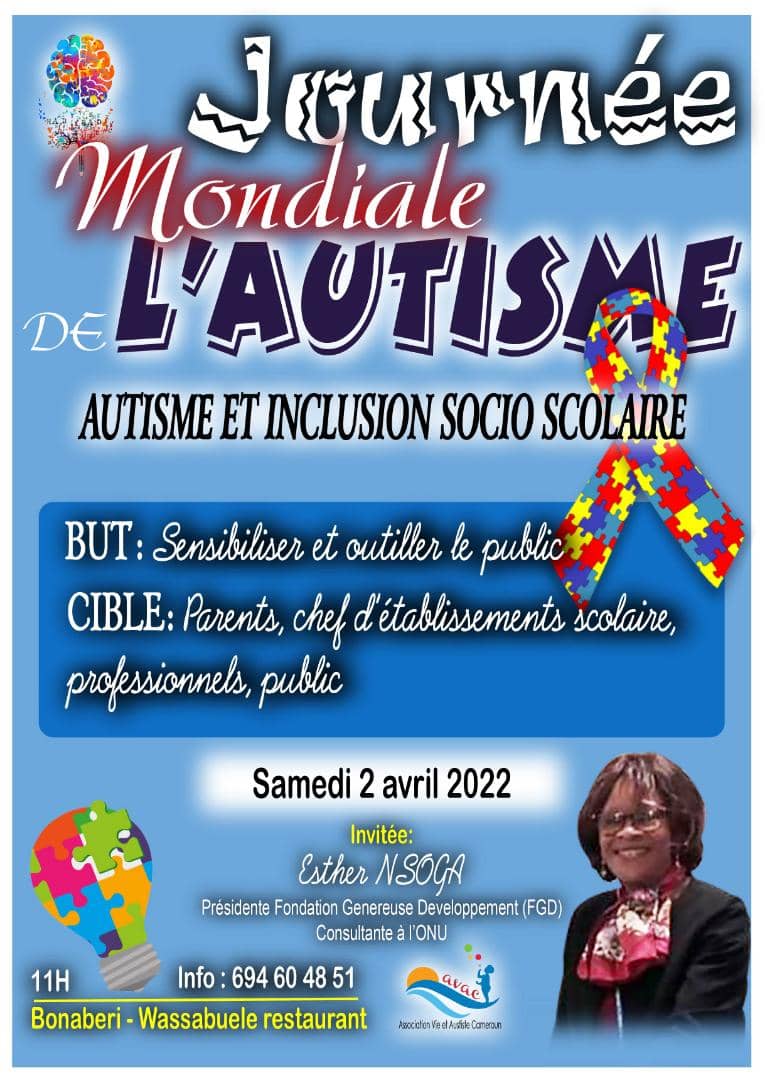 Journée
Mondiale
DE L'AUTISME
AUTISME ET INCLUSION SOCIO SCOLAIRE
BUT: Sensibiliser et outiller le public
CIBLE: Parents, chef d'établissements scolaire,
professionnels, public
Samedi 2 avril 2022
Invitée:
Esther NSOGA
Présidente Fondation Genereuse Developpement (FGD)
Consultante à l'ONU
11H
Info : 694 60 48 51
Bonaberi - Wassabuele restaurant
avac
Association Vie et Austiste Cameroun